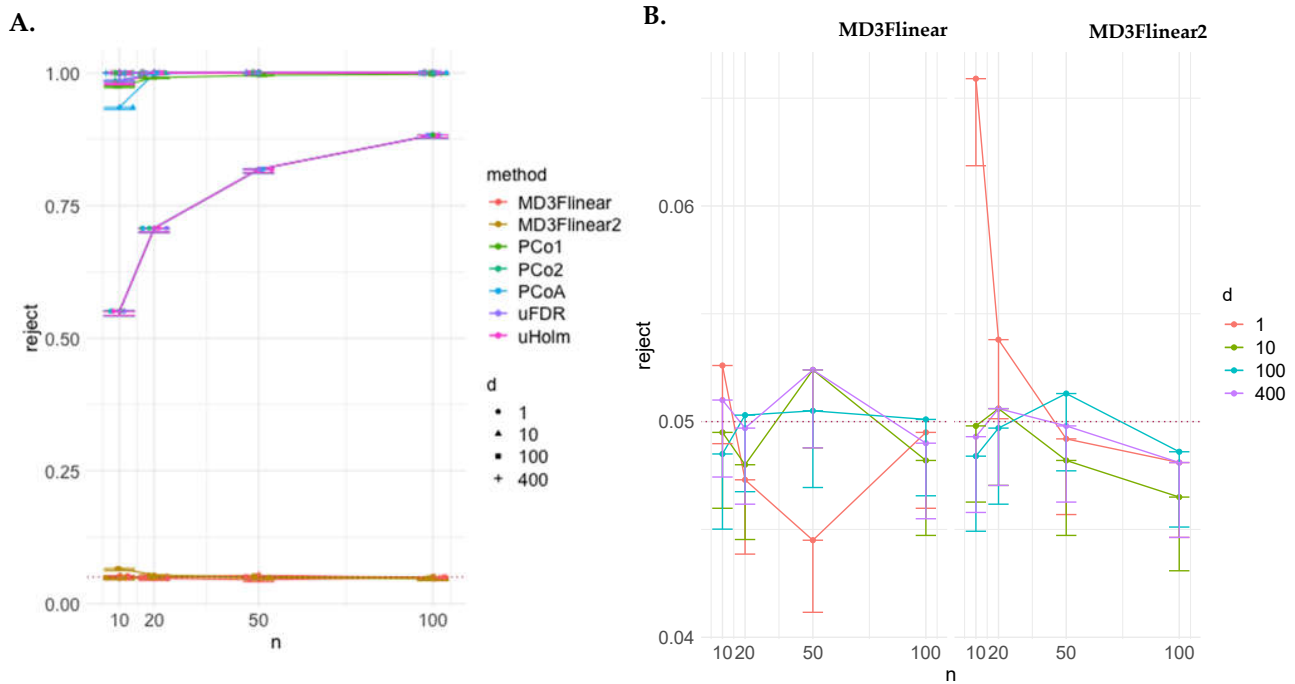 A.
1.00
0.75
0.50
0.25
0.00
reject
10 20 50 100
n
method
MD3Flinear
MD3Flinear2
PCo1
PCo2
PCoA
uFDR
uHolm
d
1
10
100
400
B.
MD3Flinear MD3Flinear2
0.06
0.05
0.04
reject
10 20 50 100 10 20 50 100
n
d
1
10
100
400